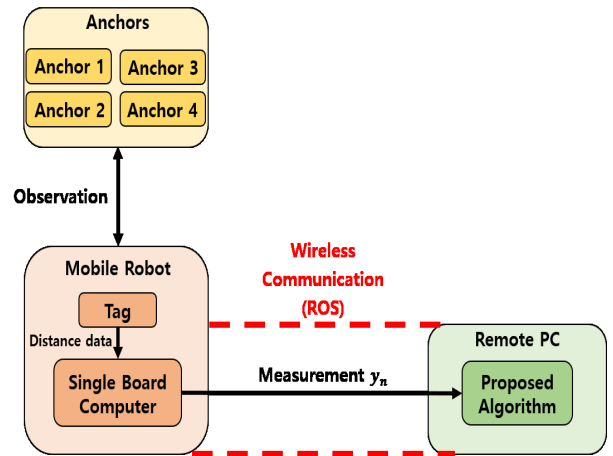 Anchors
Anchor 1
Anchor 3
Anchor 2
Anchor 4
Observation
Mobile Robot
Tag
Distance data
Single Board
Computer
Wireless
Communication
(ROS)
Measurement yₙ
Remote PC
Proposed
Algorithm